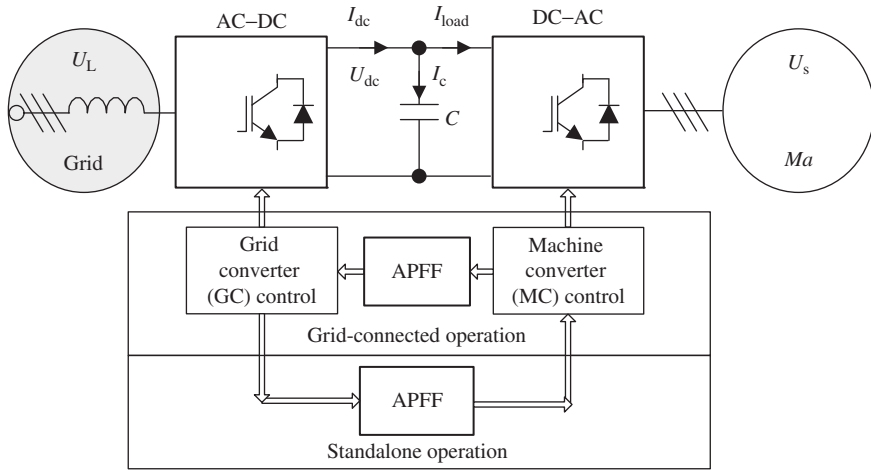 AC–DC
I_dc
I_load
DC–AC
U_L
U_dc
I_c
U_s
C
Grid
Ma
Grid
converter
(GC) control
APFF
Machine
converter
(MC) control
Grid-connected operation
APFF
Standalone operation